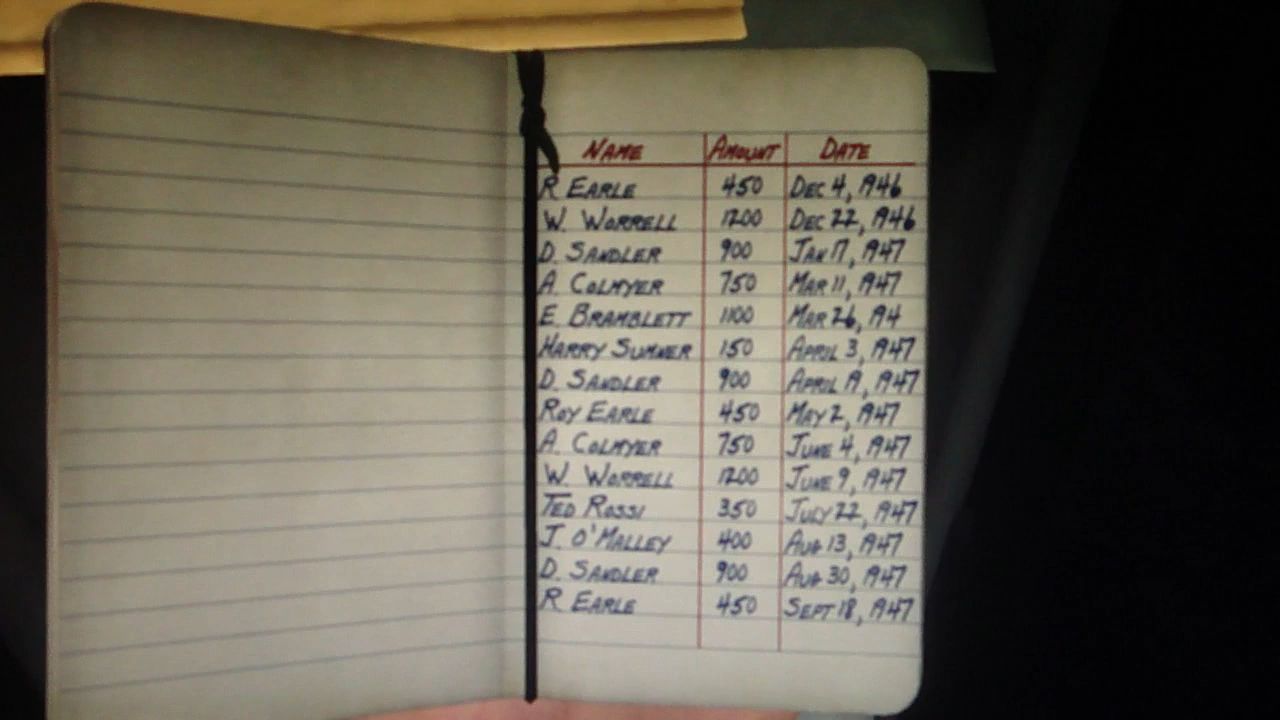 NAME AMOUNT DATE
R EARLE 450 DEC 4, 1946
W. WORRELL 1200 DEC 22, 1946
D. SANDLER 900 JAN 17, 1947
A. COLMYER 750 MAR 11, 1947
E. BRAMBLETT 1100 MAR 26, 194
HARRY SUMNER 150 APRIL 3, 1947
D. SANDLER 900 APRIL 19, 1947
ROY EARLE 450 MAY 2, 1947
A. COLMYER 750 JUNE 4, 1947
W. WORRELL 1200 JUNE 9, 1947
TED ROSSI 350 JULY 22, 1947
J. O'MALLEY 400 AUG 13, 1947
D. SANDLER 900 AUG 30, 1947
R EARLE 450 SEPT 18, 1947